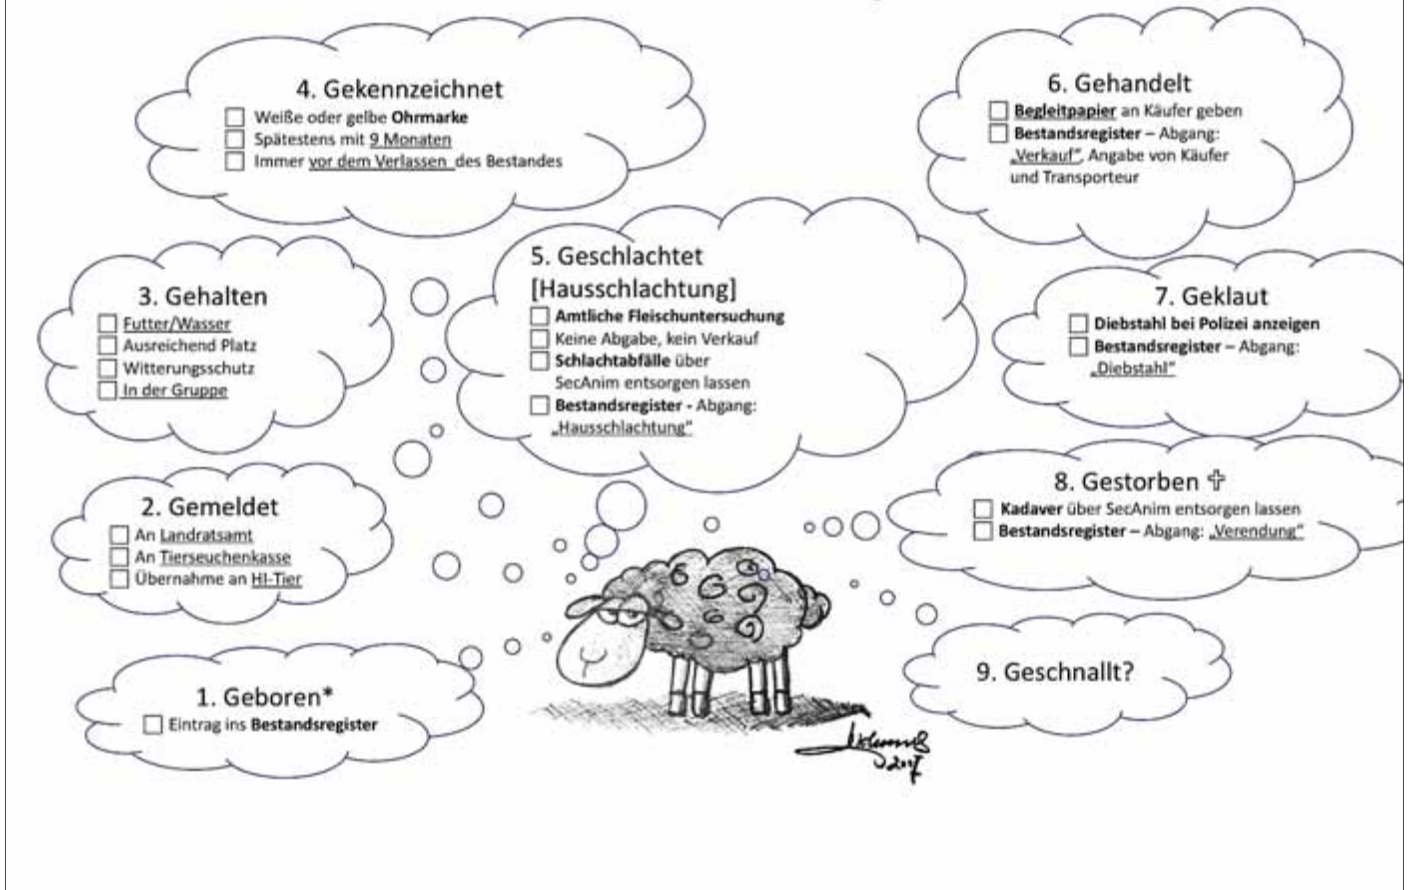 4. Gekennzeichnet
Weiße oder gelbe Ohrmarke
Spätestens mit 9 Monaten
Immer vor dem Verlassen des Bestandes
6. Gehandelt
Begleitpapier an Käufer geben
Bestandsregister – Abgang:
„Verkauf“, Angabe von Käufer
und Transporteur
3. Gehalten
Futter/Wasser
Ausreichend Platz
Witterungsschutz
In der Gruppe
5. Geschlachtet
[Hausschlachtung]
Amtliche Fleischuntersuchung
Keine Abgabe, kein Verkauf
Schlachtabfälle über
SecAnim entsorgen lassen
Bestandsregister - Abgang:
„Hausschlachtung“
7. Geklaut
Diebstahl bei Polizei anzeigen
Bestandsregister – Abgang:
„Diebstahl“
2. Gemeldet
An Landratsamt
An Tierseuchenkasse
Übernahme an HI-Tier
8. Gestorben ✞
Kadaver über SecAnim entsorgen lassen
Bestandsregister – Abgang: „Verendung“
1. Geboren*
Eintrag ins Bestandsregister
9. Geschnallt?
2007